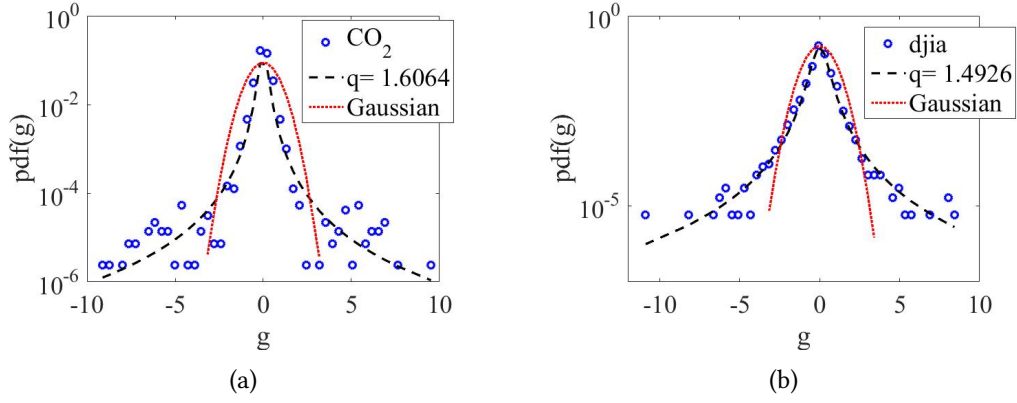 10^0
10^-2
10^-4
10^-6
pdf(g)
CO_2
q= 1.6064
Gaussian
-10 -5 0 5 10
g
(a)
10^0
10^-5
pdf(g)
djia
q= 1.4926
Gaussian
-10 -5 0 5 10
g
(b)